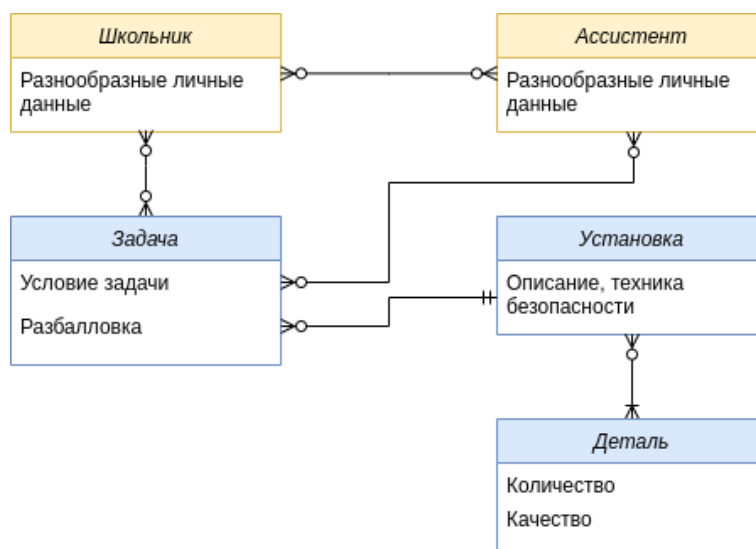 Школьник
Разнообразные личные
данные
Ассистент
Разнообразные личные
данные
Задача
Условие задачи
Разбалловка
Установка
Описание, техника
безопасности
Деталь
Количество
Качество